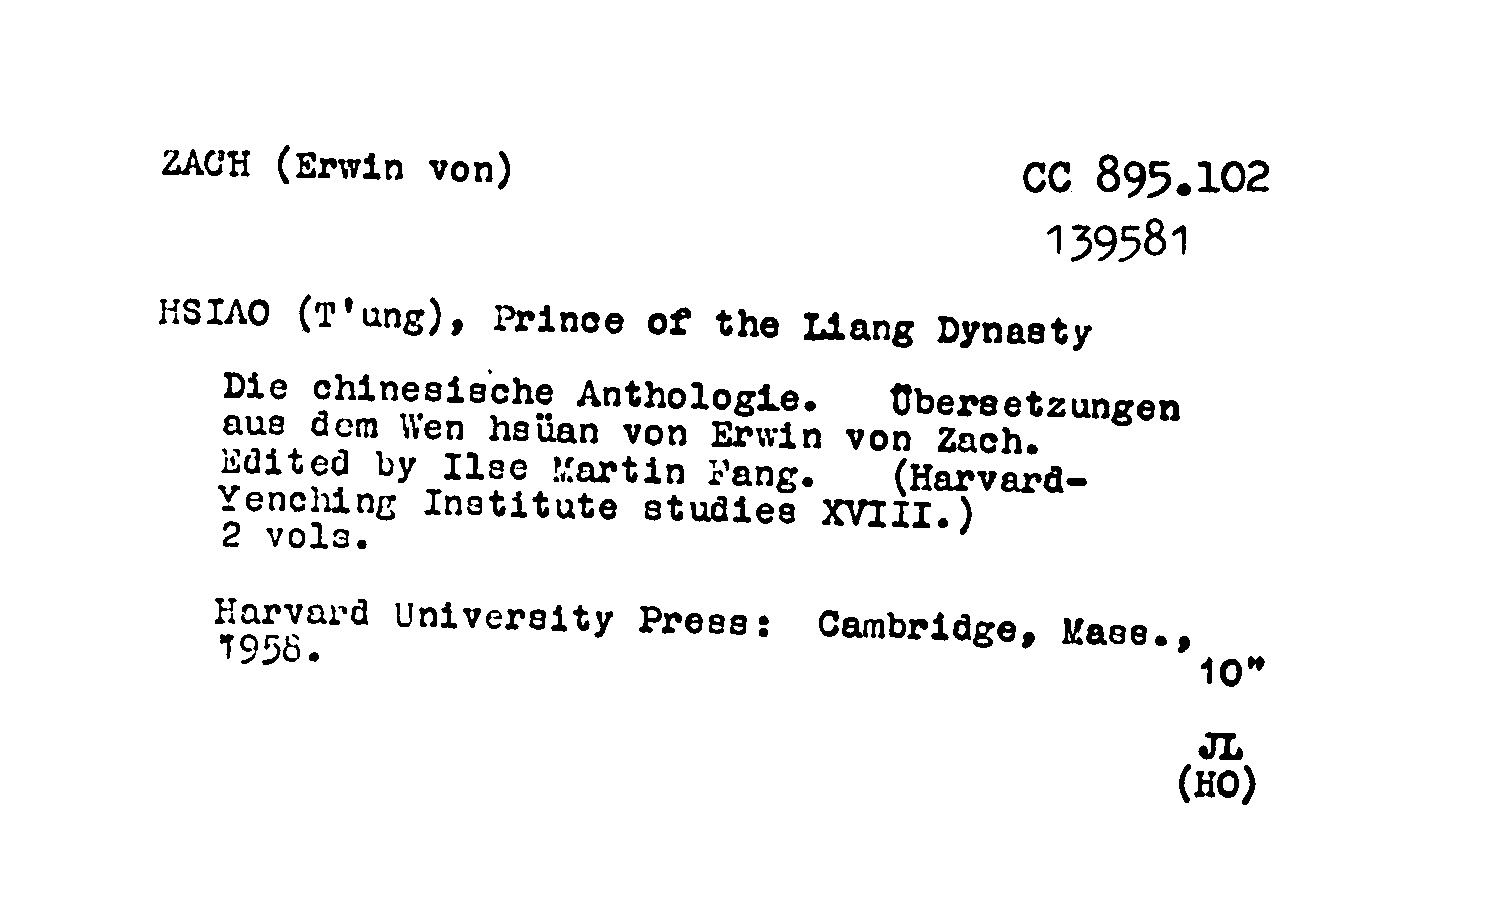 ZACH (Erwin von)
CC 895.102
139581
HSIAO (T'ung), Prince of the Liang Dynasty
Die chinesische Anthologie. Übersetzungen
aus dem Wen hsüan von Erwin von Zach.
Edited by Ilse Martin Fang. (Harvard-
Yenching Institute studies XVIII.)
2 vols.
Harvard University Press: Cambridge, Mass.,
1958.
10"
JL
(HO)